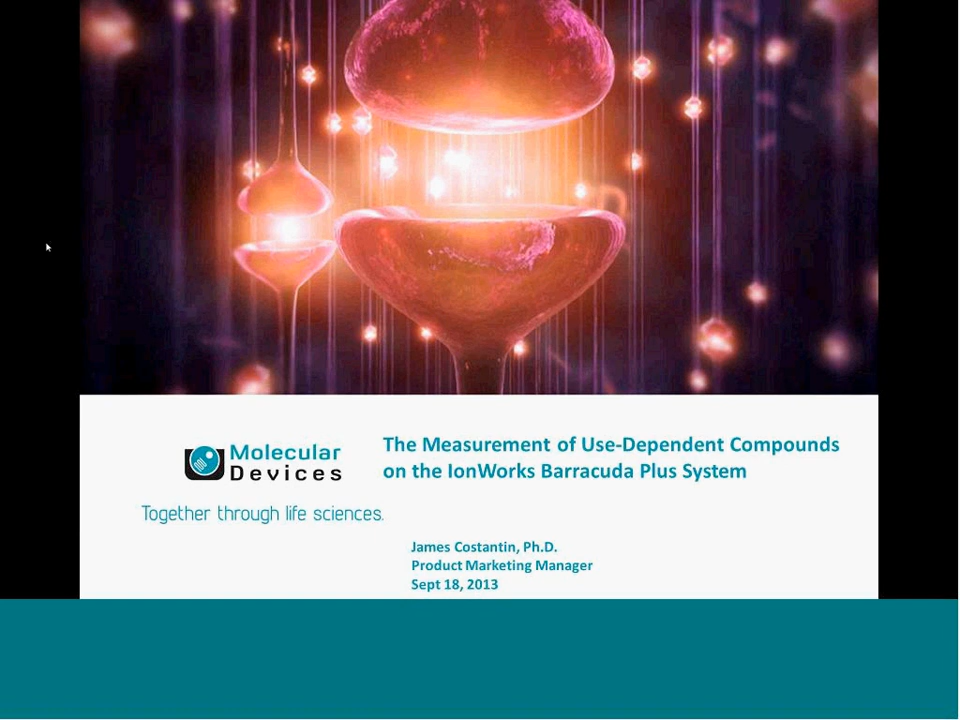 Molecular
Devices
The Measurement of Use-Dependent Compounds
on the IonWorks Barracuda Plus System
Together through life sciences.
James Costantin, Ph.D.
Product Marketing Manager
Sept 18, 2013